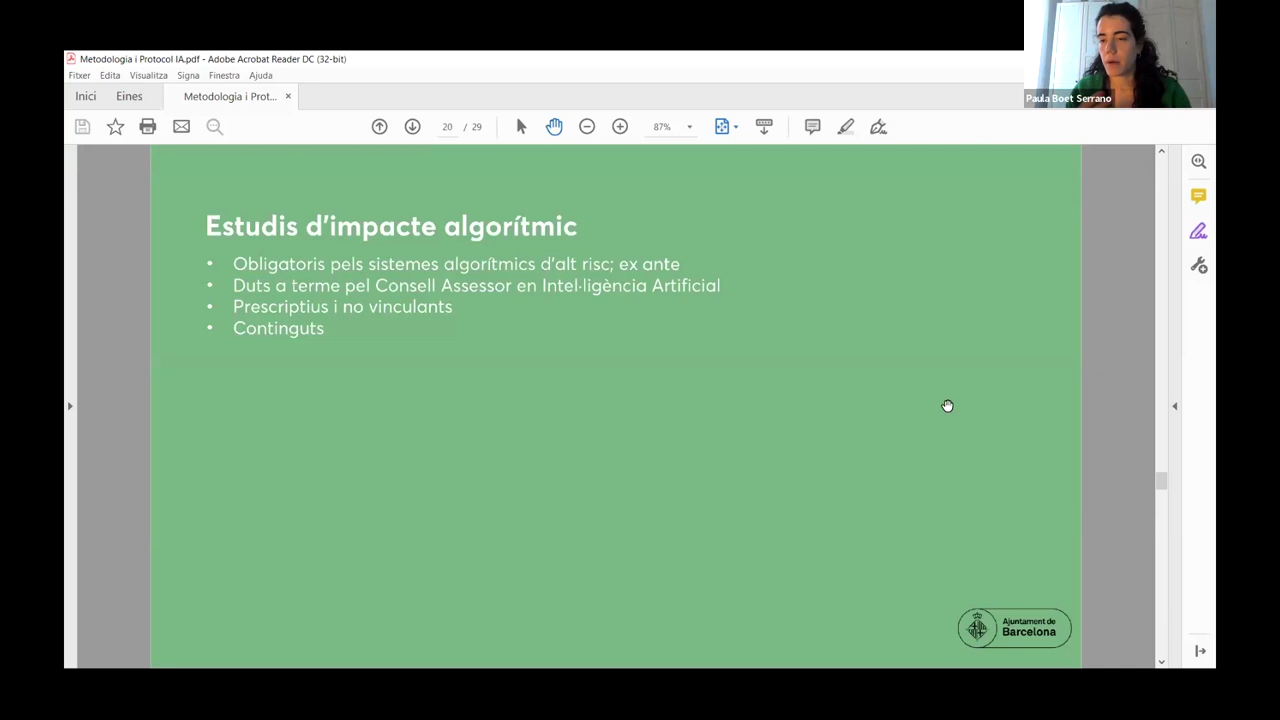 Metodologia i Protocol IA.pdf - Adobe Acrobat Reader DC (32-bit)
Fitxer Edita Visualitza Signa Finestra Ajuda
Inici Eines Metodologia i Prot... ×
20 / 29 87%
Paula Boet Serrano
Estudis d'impacte algorítmic
• Obligatoris pels sistemes algorítmics d'alt risc; ex ante
• Duts a terme pel Consell Assessor en Intel·ligència Artificial
• Prescriptius i no vinculants
• Continguts
Ajuntament de
Barcelona